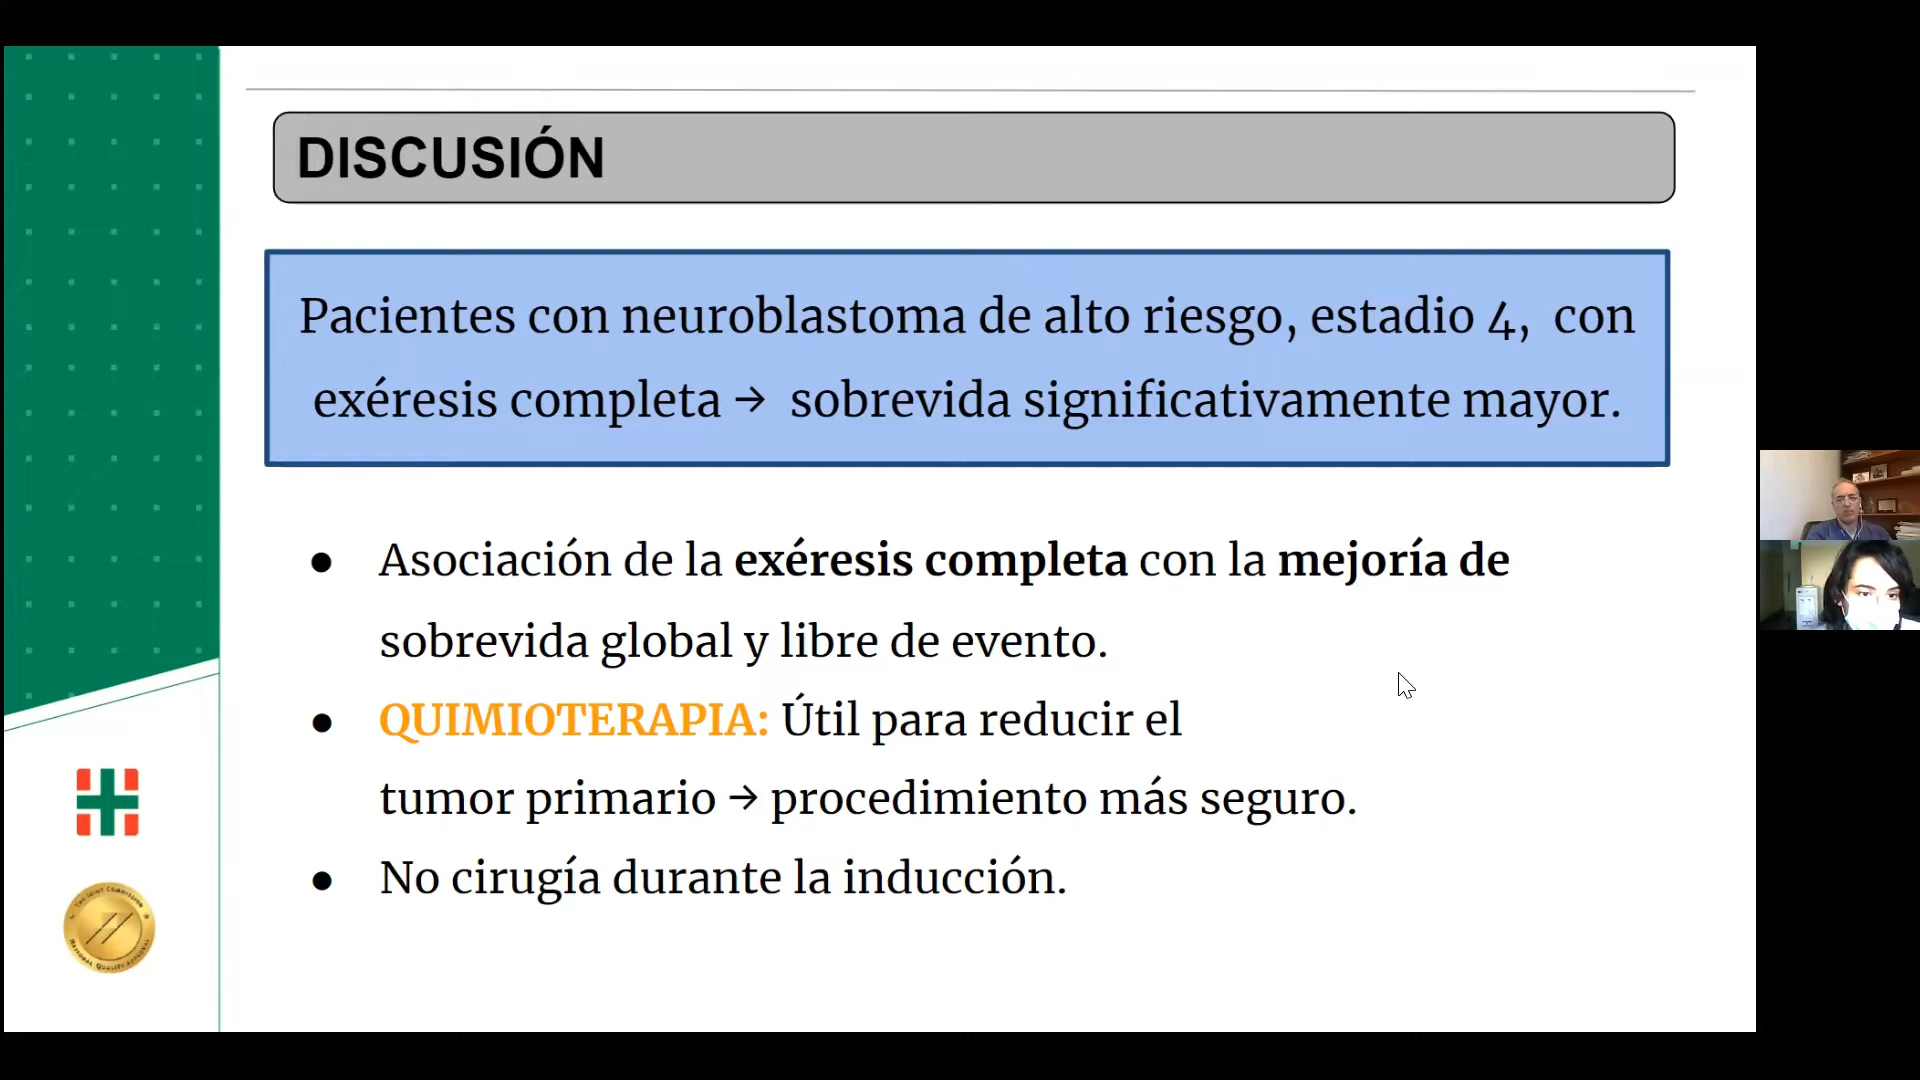 DISCUSIÓN
Pacientes con neuroblastoma de alto riesgo, estadio 4, con
exéresis completa → sobrevida significativamente mayor.
● Asociación de la exéresis completa con la mejoría de
sobrevida global y libre de evento.
● QUIMIOTERAPIA: Útil para reducir el
tumor primario → procedimiento más seguro.
● No cirugía durante la inducción.